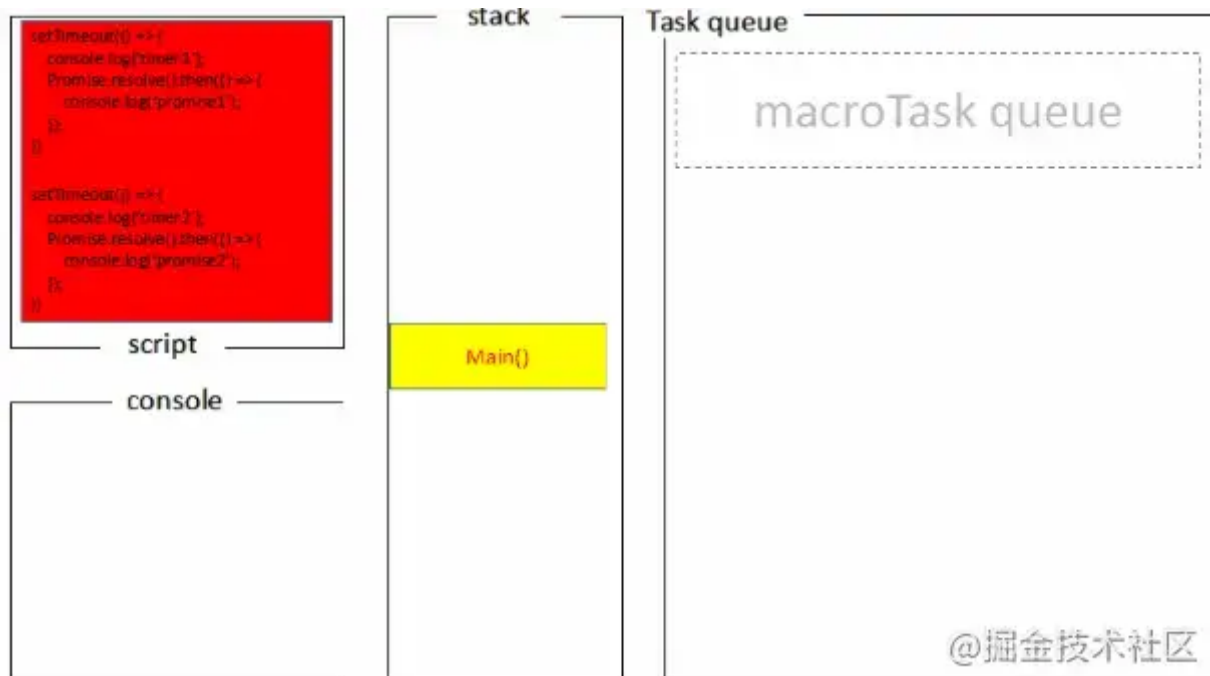 stack
Task queue
setTimeout(() => {
console.log('timer1');
Promise.resolve().then(() => {
console.log('promise1');
});
})
setTimeout(() => {
console.log('timer2');
Promise.resolve().then(() => {
console.log('promise2');
});
})
script
console
Main()
macroTask queue
@掘金技术社区